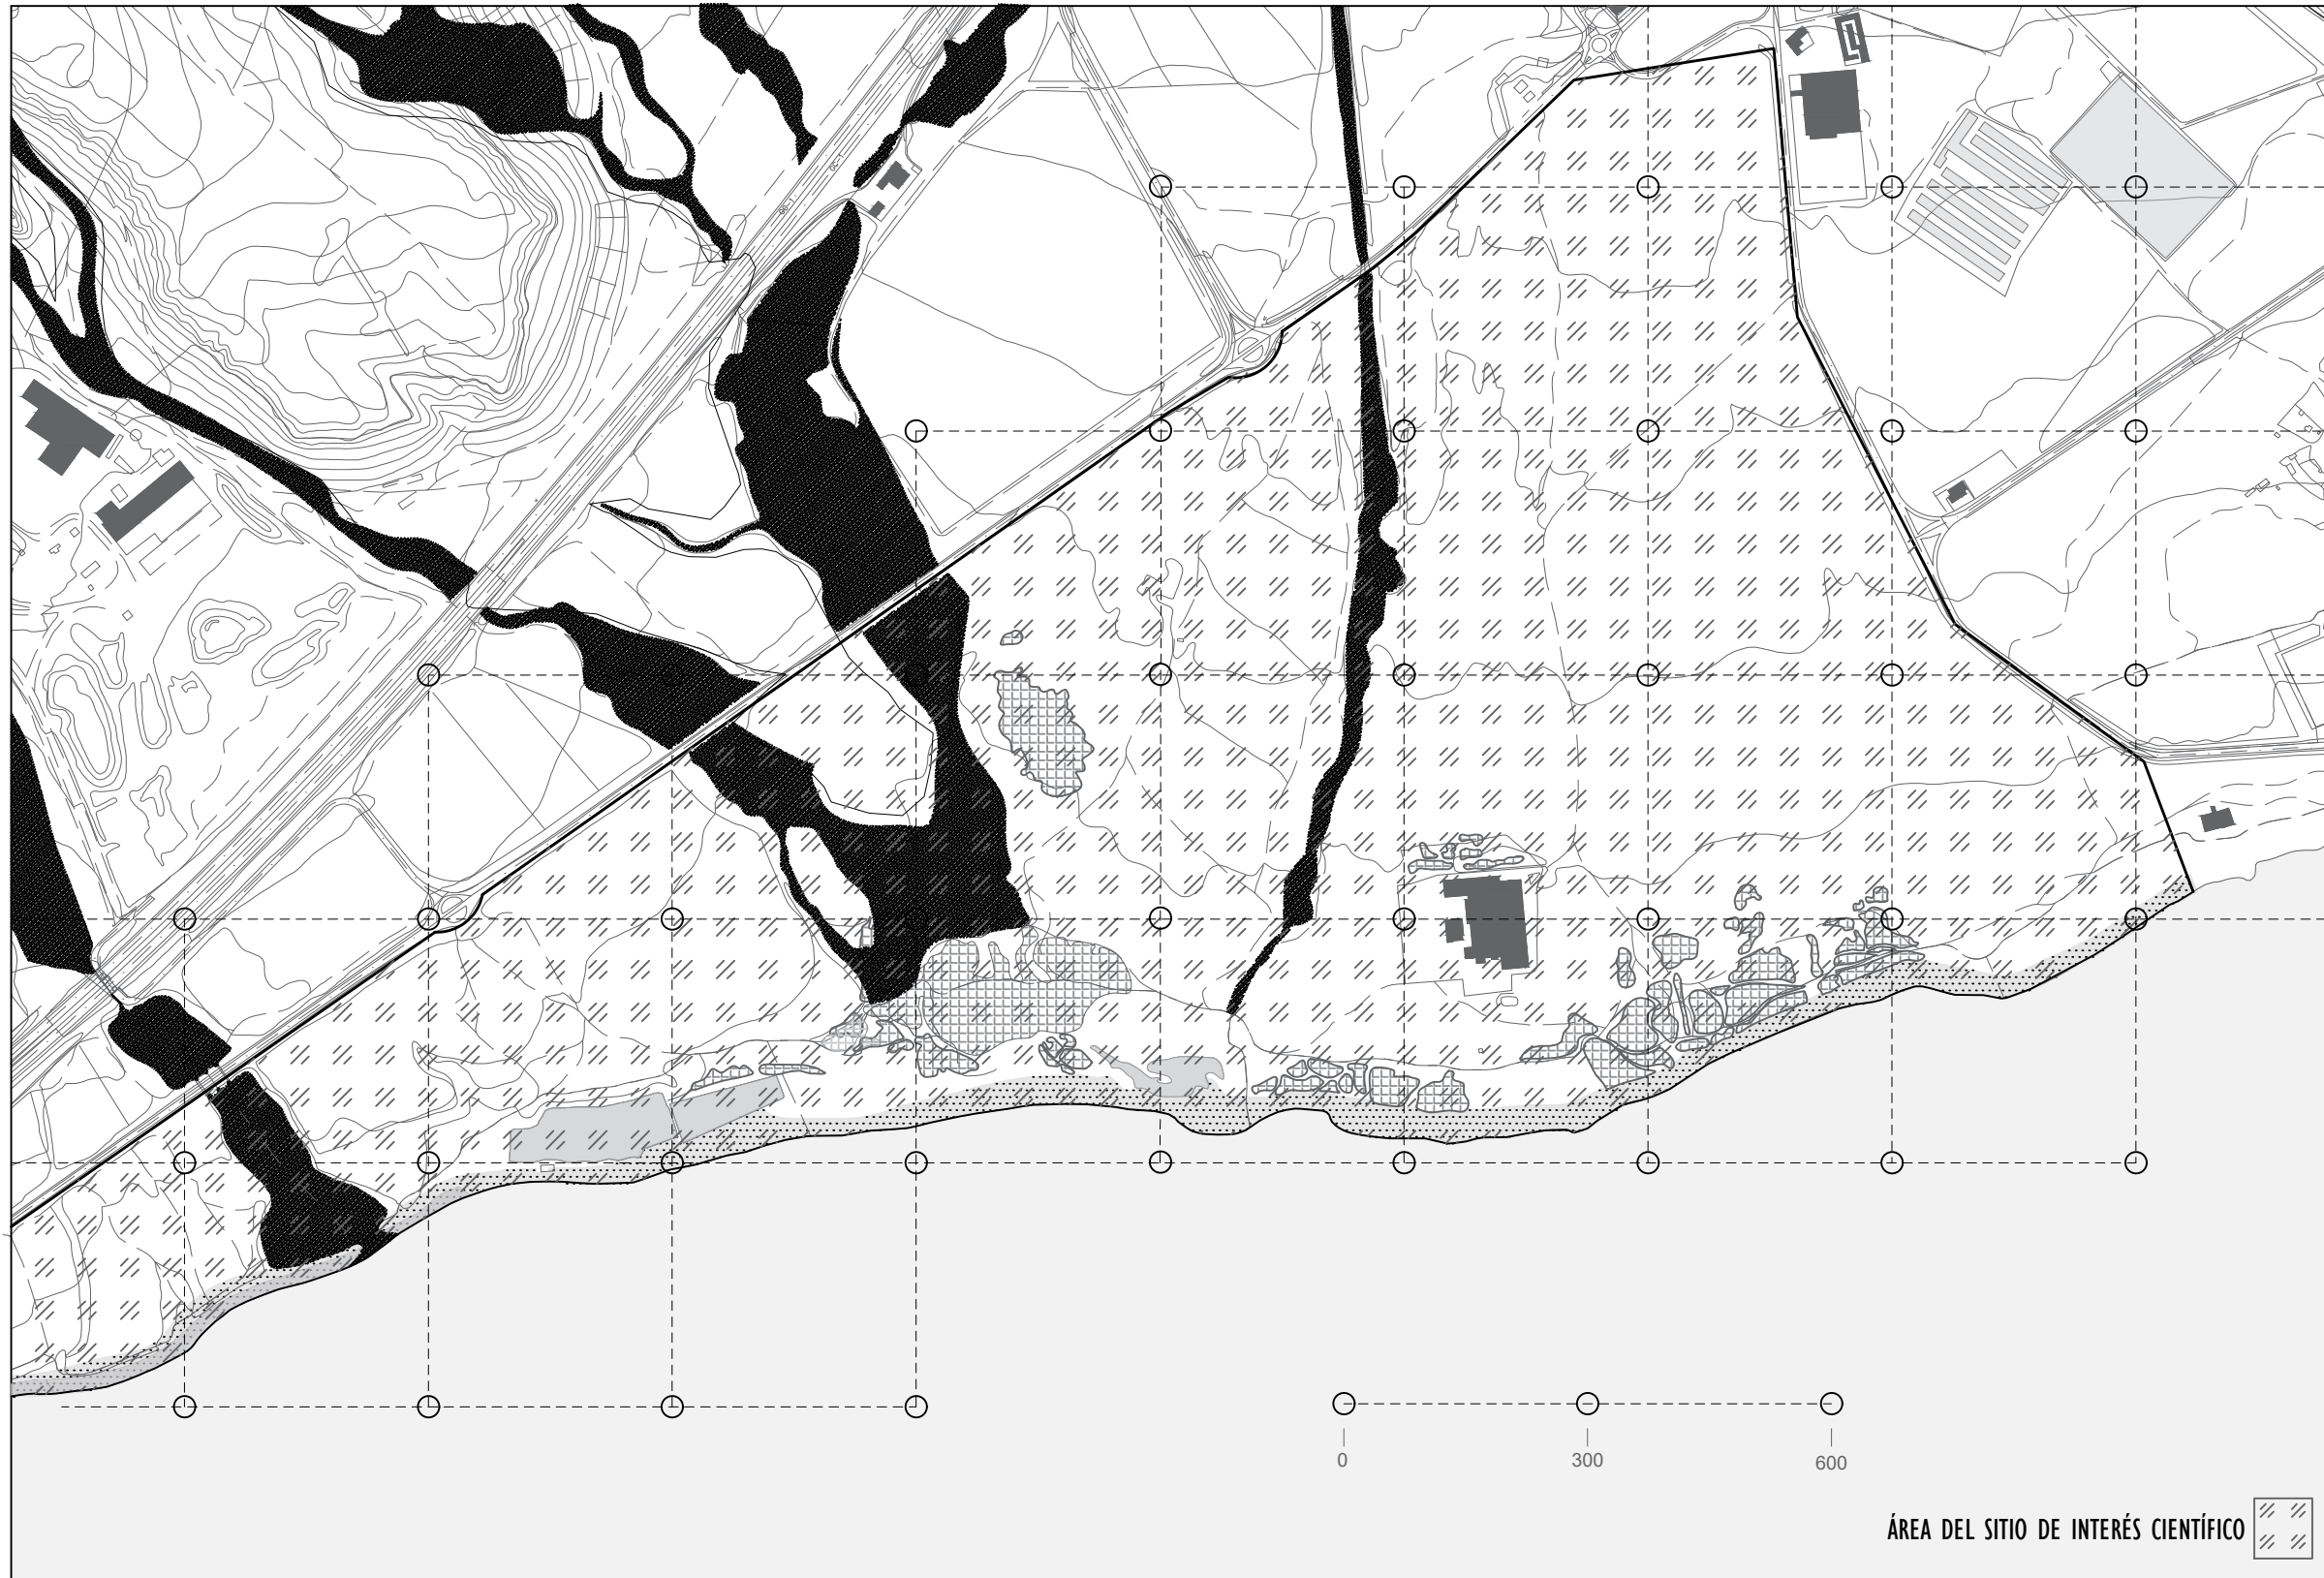 0
300
600
ÁREA DEL SITIO DE INTERÉS CIENTÍFICO